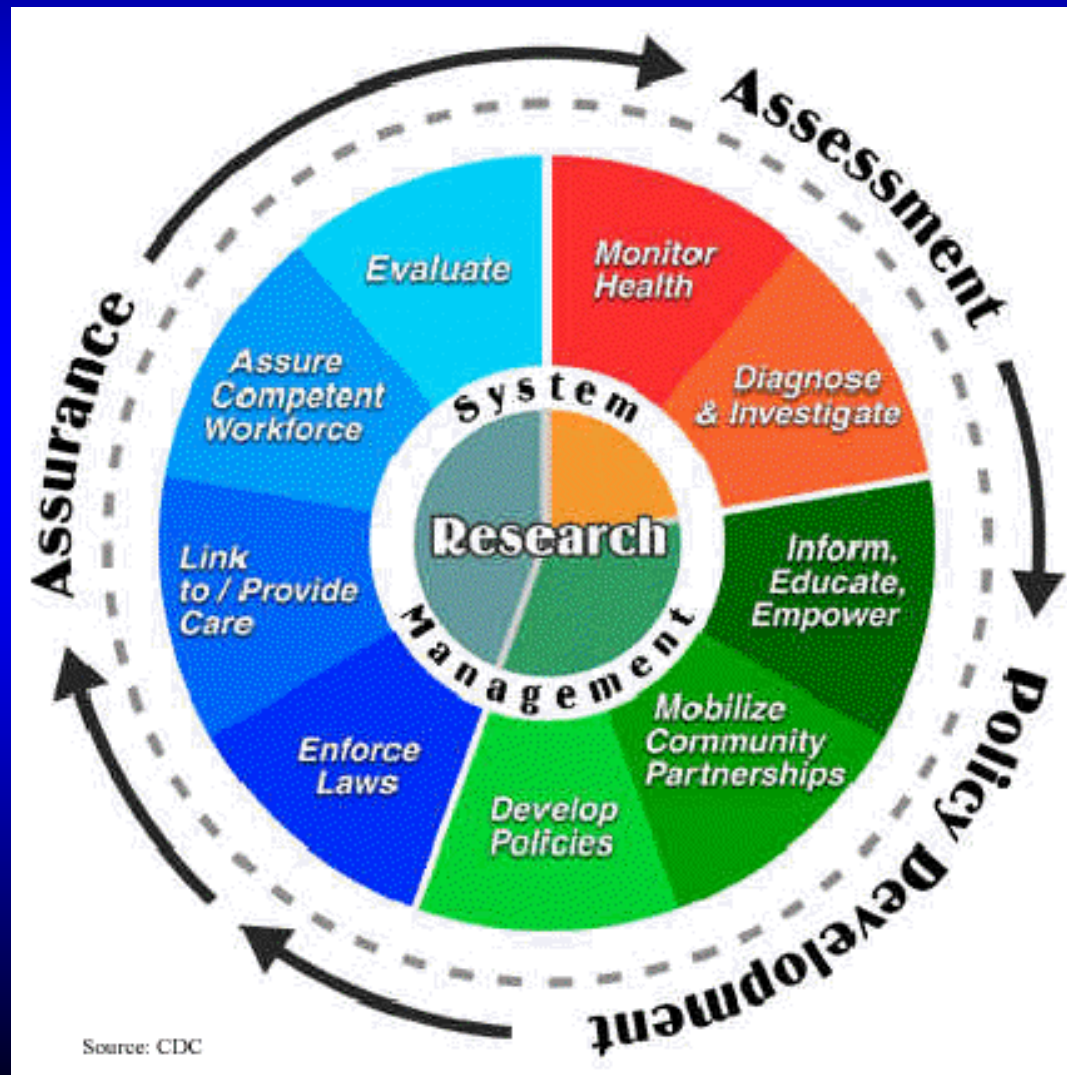 Assessment
Policy Development
Assurance
Monitor
Health
Diagnose
& Investigate
Inform,
Educate,
Empower
Mobilize
Community
Partnerships
Develop
Policies
Enforce
Laws
Link
to / Provide
Care
Assure
Competent
Workforce
Evaluate
System
Management
Research
Source: CDC